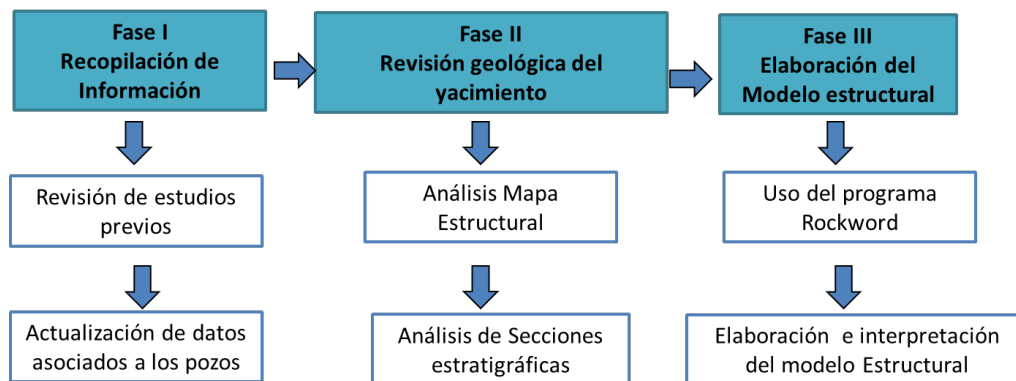 Fase I
Recopilación de
Información
Fase II
Revisión geológica del
yacimiento
Fase III
Elaboración del
Modelo estructural
Revisión de estudios
previos
Análisis Mapa
Estructural
Uso del programa
Rockword
Actualización de datos
asociados a los pozos
Análisis de Secciones
estratigráficas
Elaboración e interpretación
del modelo Estructural